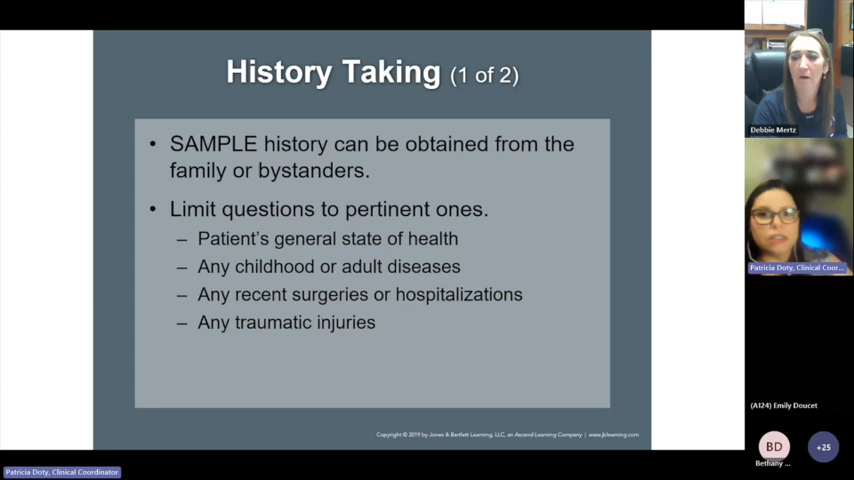 History Taking (1 of 2)
• SAMPLE history can be obtained from the
family or bystanders.
• Limit questions to pertinent ones.
– Patient's general state of health
– Any childhood or adult diseases
– Any recent surgeries or hospitalizations
– Any traumatic injuries
Copyright © 2019 by Jones & Bartlett Learning, LLC, an Ascend Learning Company | www.jblearning.com
Debbie Mertz
Patricia Doty, Clinical Coor...
(A124) Emily Doucet
BD
+25
Bethany ...
Patricia Doty, Clinical Coordinator